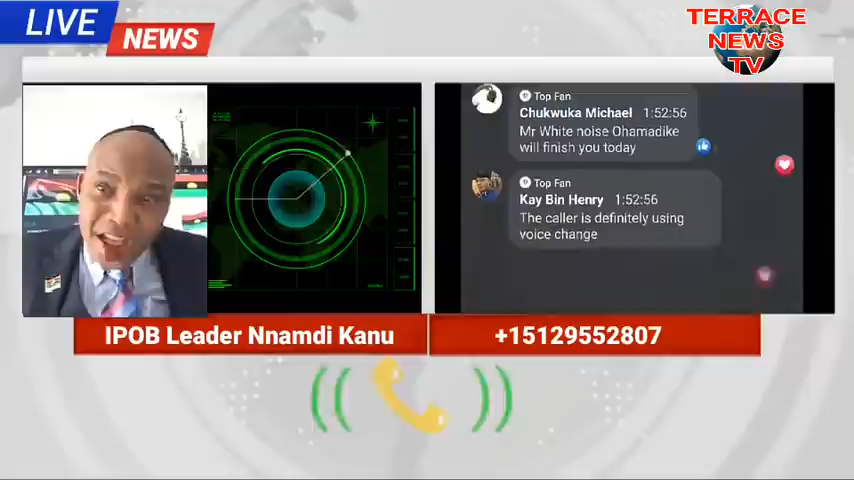 LIVE
NEWS
TERRACE
NEWS
TV
Top Fan
Chukwuka Michael 1:52:56
Mr White noise Ohamadike
will finish you today
Top Fan
Kay Bin Henry 1:52:56
The caller is definitely using
voice change
IPOB Leader Nnamdi Kanu
+15129552807